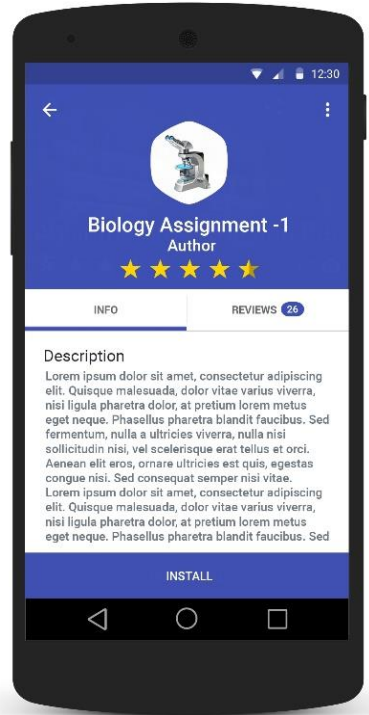 12:30
Biology Assignment -1
Author
INFO
REVIEWS 26
Description
Lorem ipsum dolor sit amet, consectetur adipiscing
elit. Quisque malesuada, dolor vitae varius viverra,
nisi ligula pharetra dolor, at pretium lorem metus
eget neque. Phasellus pharetra blandit faucibus. Sed
fermentum, nulla a ultricies viverra, nulla nisi
sollicitudin nisi, vel scelerisque erat tellus et orci.
Aenean elit eros, ornare ultricies est quis, egestas
congue nisi. Sed consequat semper nisi vitae.
Lorem ipsum dolor sit amet, consectetur adipiscing
elit. Quisque malesuada, dolor vitae varius viverra,
nisi ligula pharetra dolor, at pretium lorem metus
eget neque. Phasellus pharetra blandit faucibus. Sed
INSTALL